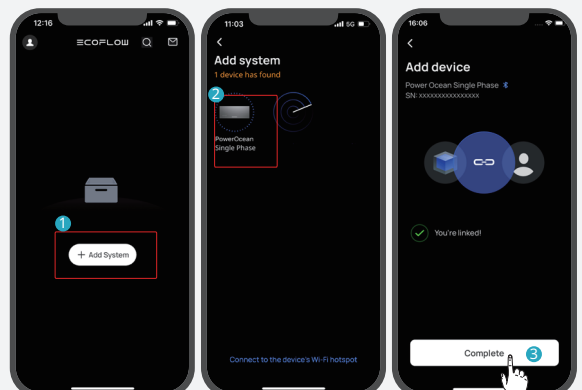 12:16
ECOFLOW
1
+ Add System
11:03
5G
Add system
1 device has found
2
PowerOcean
Single Phase
Connect to the device's Wi-Fi hotspot
16:06
Add device
Power Ocean Single Phase
SN: xxxxxxxxxxxxxxxx
You're linked!
Complete
3